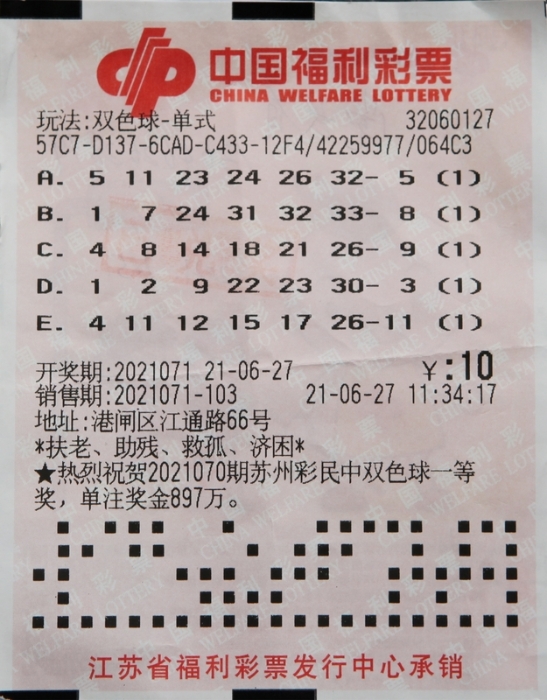 中国福利彩票
CHINA WELFARE LOTTERY
玩法:双色球-单式 32060127
57C7-D137-6CAD-C433-12F4/42259977/064C3
A. 5 11 23 24 26 32- 5 (1)
B. 1 7 24 31 32 33- 8 (1)
C. 4 8 14 18 21 26- 9 (1)
D. 1 2 9 22 23 30- 3 (1)
E. 4 11 12 15 17 26-11 (1)
开奖期:2021071 21-06-27 ￥:10
销售期:2021071-103 21-06-27 11:34:17
地址:港闸区江通路66号
*扶老、助残、救孤、济困*
★热烈祝贺2021070期苏州彩民中双色球一等
奖，单注奖金897万。
江苏省福利彩票发行中心承销